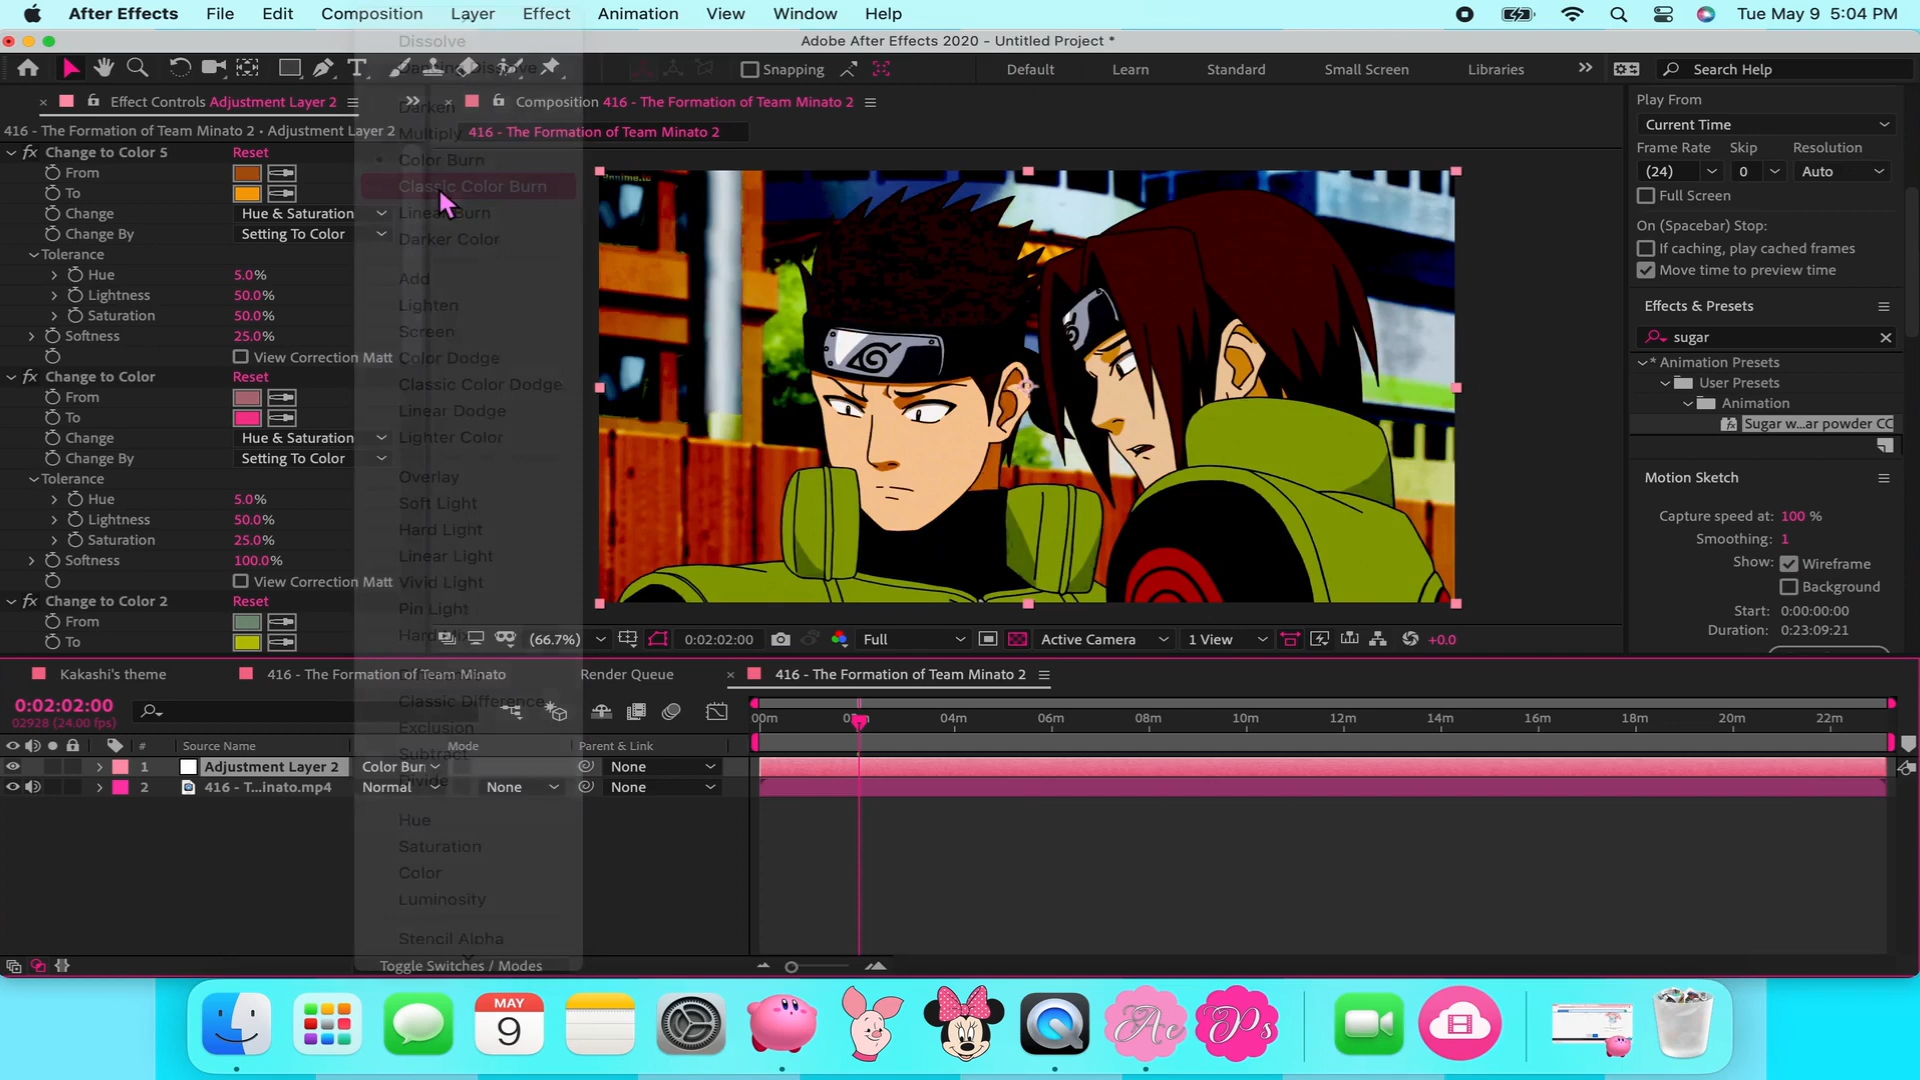 After Effects File Edit Composition Layer Effect Animation View Window Help Tue May 9 5:04 PM
Adobe After Effects 2020 - Untitled Project *
Snapping Default Learn Standard Small Screen Libraries Search Help
Effect Controls Adjustment Layer 2
Composition 416 - The Formation of Team Minato 2
416 - The Formation of Team Minato 2 • Adjustment Layer 2
416 - The Formation of Team Minato 2
Change to Color 5 Reset
From
To
Change Hue & Saturation
Change By Setting To Color
Tolerance
Hue 5.0%
Lightness 50.0%
Saturation 50.0%
Softness 25.0%
View Correction Matt
Change to Color Reset
From
To
Change Hue & Saturation
Change By Setting To Color
Tolerance
Hue 5.0%
Lightness 50.0%
Saturation 25.0%
Softness 100.0%
View Correction Matt
Change to Color 2 Reset
From
To
Dissolve
Dancing Dissolve
Darken
Multiply
Color Burn
Classic Color Burn
Linear Burn
Darker Color
Add
Lighten
Screen
Color Dodge
Classic Color Dodge
Linear Dodge
Lighter Color
Overlay
Soft Light
Hard Light
Linear Light
Vivid Light
Pin Light
Classic Difference
Exclusion
Subtract
Divide
Hue
Saturation
Color
Luminosity
Stencil Alpha
(66.7%) 0:02:02:00 Full Active Camera 1 View +0.0
Play From
Current Time
Frame Rate Skip Resolution
(24) 0 Auto
Full Screen
On (Spacebar) Stop:
If caching, play cached frames
Move time to preview time
Effects & Presets
sugar
* Animation Presets
User Presets
Animation
Sugar w...ar powder CC
Motion Sketch
Capture speed at: 100 %
Smoothing: 1
Show: Wireframe
Background
Start: 0:00:00:00
Duration: 0:23:09:21
Kakashi's theme 416 - The Formation of Team Minato Render Queue 416 - The Formation of Team Minato 2
0:02:02:00
02928 (24.00 fps)
00m 04m 06m 08m 10m 12m 14m 16m 18m 20m 22m
# Source Name Mode Parent & Link
1 Adjustment Layer 2 Color Bur None
2 416 - T...inato.mp4 Normal None None
Toggle Switches / Modes
MAY
9
Ae Ps